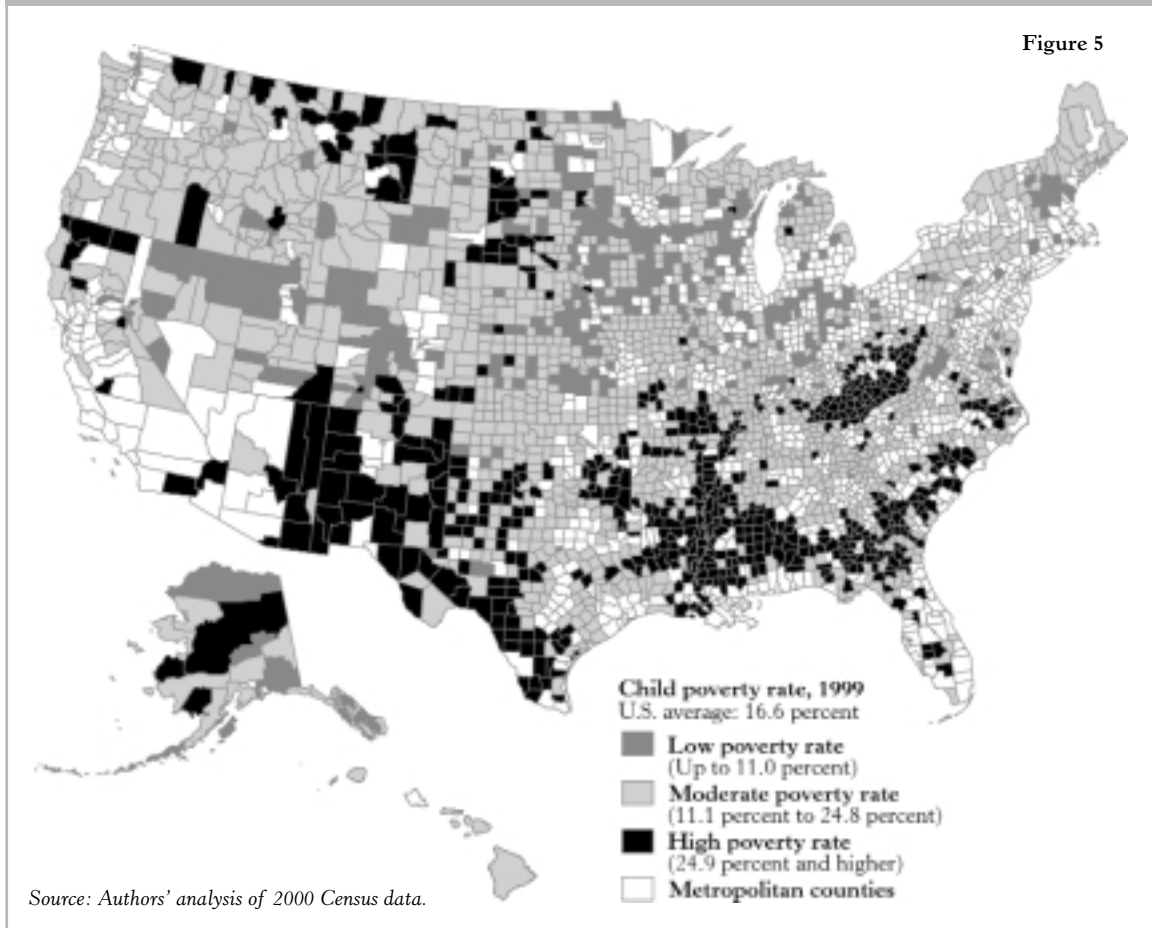 Figure 5
Child poverty rate, 1999
U.S. average: 16.6 percent
Low poverty rate
(Up to 11.0 percent)
Moderate poverty rate
(11.1 percent to 24.8 percent)
High poverty rate
(24.9 percent and higher)
Metropolitan counties
Source: Authors' analysis of 2000 Census data.